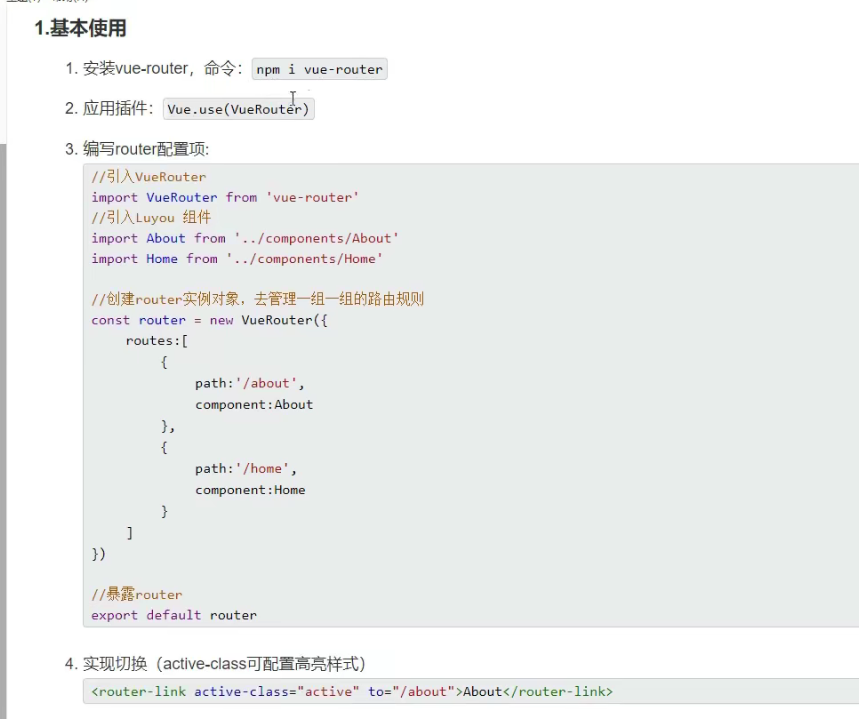 1.基本使用
1. 安装vue-router，命令：npm i vue-router
2. 应用插件：Vue.use(VueRouter)
3. 编写router配置项:
//引入VueRouter
import VueRouter from 'vue-router'
//引入Luyou 组件
import About from '../components/About'
import Home from '../components/Home'
//创建router实例对象，去管理一组一组的路由规则
const router = new VueRouter({
routes:[
{
path:'/about',
component:About
},
{
path:'/home',
component:Home
}
]
})
//暴露router
export default router
4. 实现切换（active-class可配置高亮样式）
<router-link active-class="active" to="/about">About</router-link>